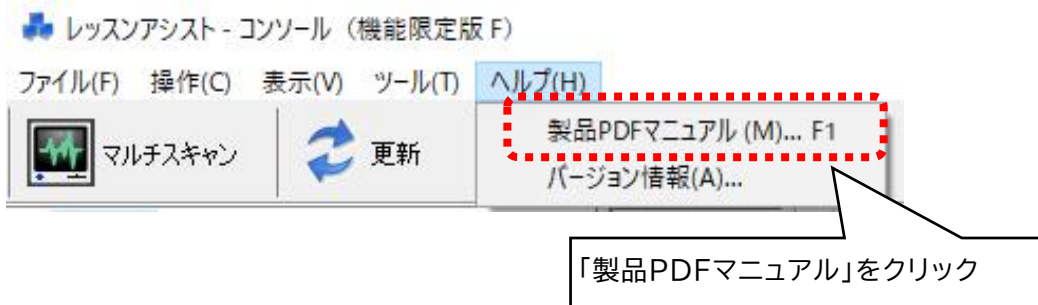 レッスンアシスト - コンソール（機能限定版 F）
ファイル(F) 操作(C) 表示(V) ツール(T) ヘルプ(H)
マルチスキャン 更新
製品PDFマニュアル (M)... F1
バージョン情報(A)...
「製品PDFマニュアル」をクリック